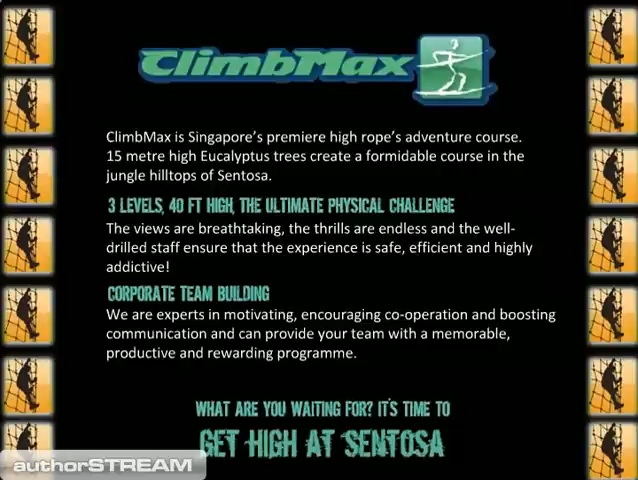 ClimbMax
ClimbMax is Singapore's premiere high rope's adventure course.
15 metre high Eucalyptus trees create a formidable course in the
jungle hilltops of Sentosa.
3 LEVELS, 40 FT HIGH, THE ULTIMATE PHYSICAL CHALLENGE
The views are breathtaking, the thrills are endless and the well-
drilled staff ensure that the experience is safe, efficient and highly
addictive!
CORPORATE TEAM BUILDING
We are experts in motivating, encouraging co-operation and boosting
communication and can provide your team with a memorable,
productive and rewarding programme.
WHAT ARE YOU WAITING FOR? IT'S TIME TO
GET HIGH AT SENTOSA
authorSTREAM